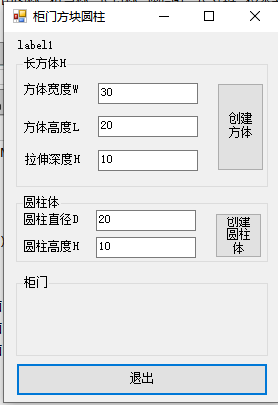 柜门方块圆柱
label1
长方体H
方体宽度W
30
方体高度L
20
拉伸深度H
10
创建
方体
圆柱体
圆柱直径D
20
圆柱高度H
10
创建
圆柱
体
柜门
退出